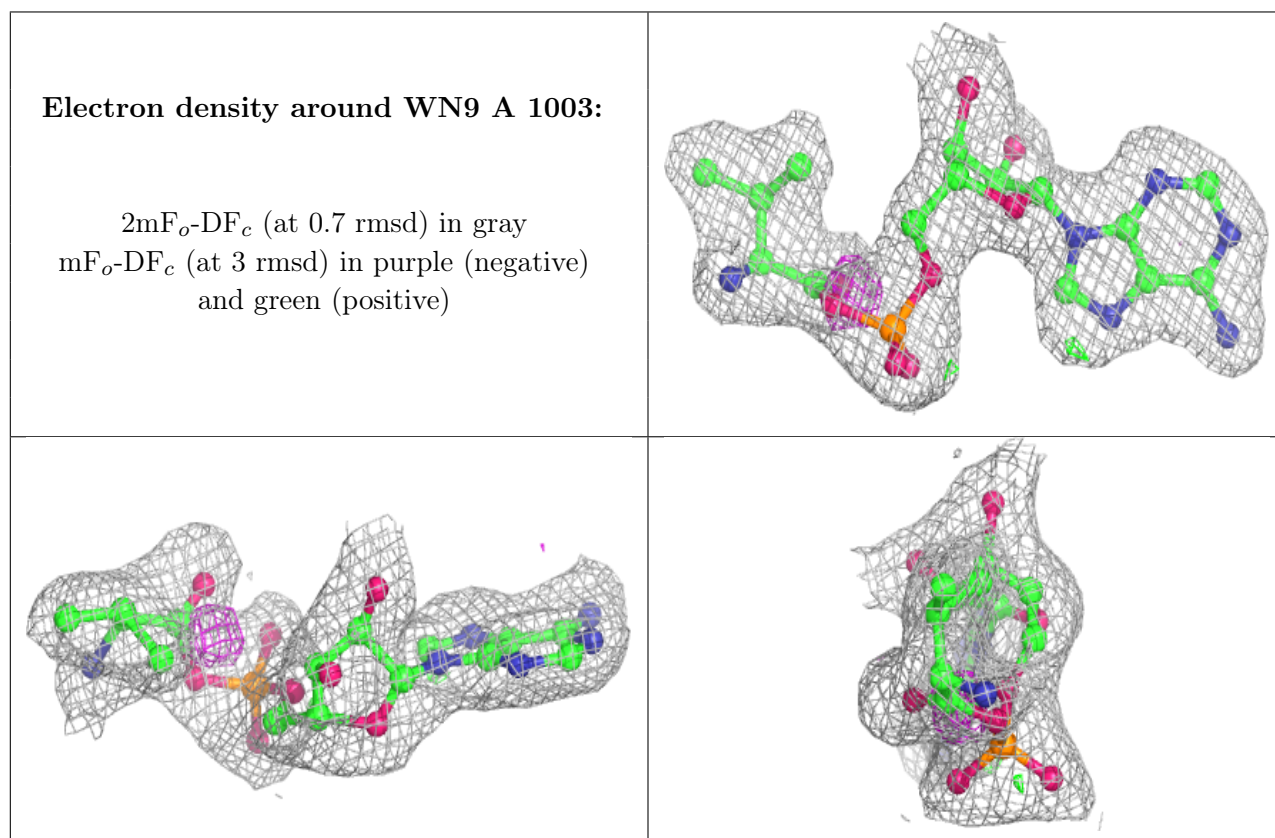 Electron density around WN9 A 1003:
2mFo-DFc (at 0.7 rmsd) in gray
mFo-DFc (at 3 rmsd) in purple (negative)
and green (positive)